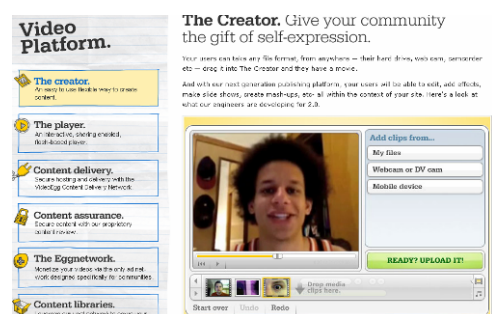 Video
Platform.
The creator.
An easy to use flexible way to create
content.
The player.
An interactive, sharing enabled,
flash-based player.
Content delivery.
Secure hosting and delivery with the
VideoEgg Content Delivery Network.
Content assurance.
Secure content with our proprietary
content review.
The Eggnetwork.
Monetize your videos via the only ad net-
work designed specifically for communities.
Content libraries.
The Creator. Give your community
the gift of self-expression.
Your users can take any file format, from anywhere — their hard drive, web cam, camcorder
etc — drag it into The Creator and they have a movie.
And with our next generation publishing platform, your users will be able to edit, add effects,
make slide shows, create mash-ups, etc- all within the context of your site. Here's a look at
what our engineers are developing for 2.0.
Add clips from...
My files
Webcam or DV cam
Mobile device
READY? UPLOAD IT!
Drop media
clips here.
Start over Undo Redo